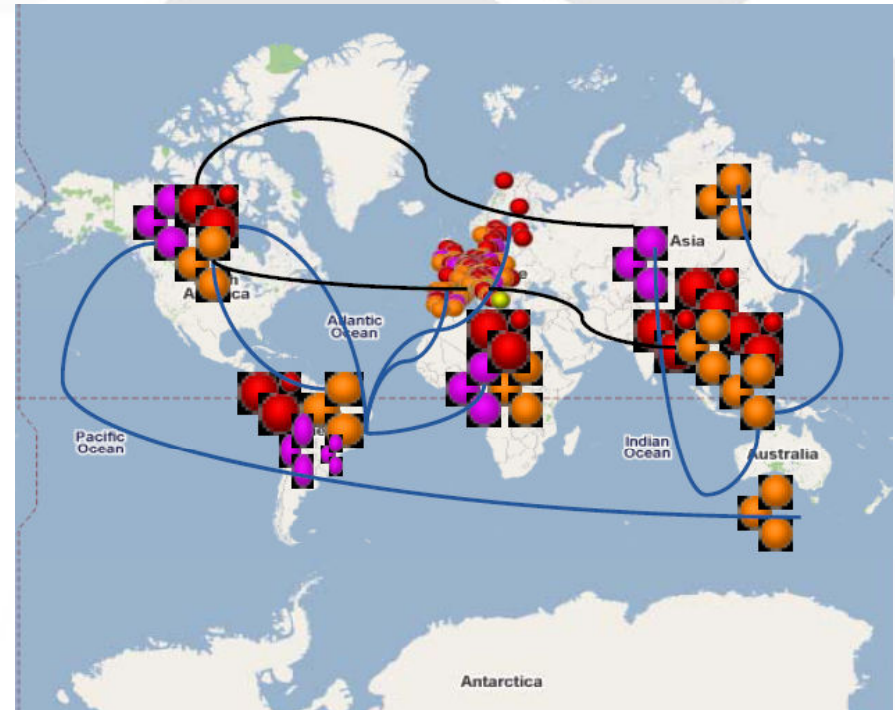 Asia
Atlantic
Ocean
Pacific
Ocean
Indian
Ocean
Australia
Antarctica